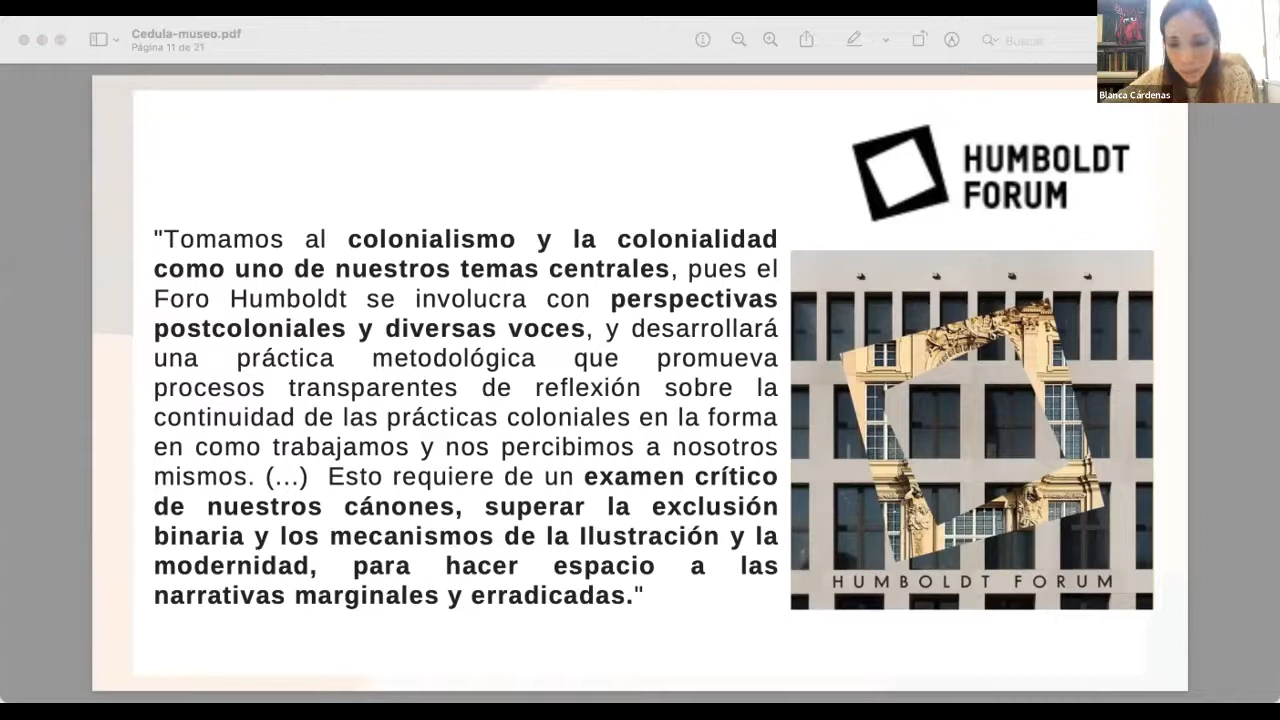 Cedula-museo.pdf
Página 11 de 21
Buscar
Blanca Cárdenas
HUMBOLDT
FORUM
"Tomamos al colonialismo y la colonialidad
como uno de nuestros temas centrales, pues el
Foro Humboldt se involucra con perspectivas
postcoloniales y diversas voces, y desarrollará
una práctica metodológica que promueva
procesos transparentes de reflexión sobre la
continuidad de las prácticas coloniales en la forma
en como trabajamos y nos percibimos a nosotros
mismos. (...) Esto requiere de un examen crítico
de nuestros cánones, superar la exclusión
binaria y los mecanismos de la Ilustración y la
modernidad, para hacer espacio a las
narrativas marginales y erradicadas."
HUMBOLDT FORUM